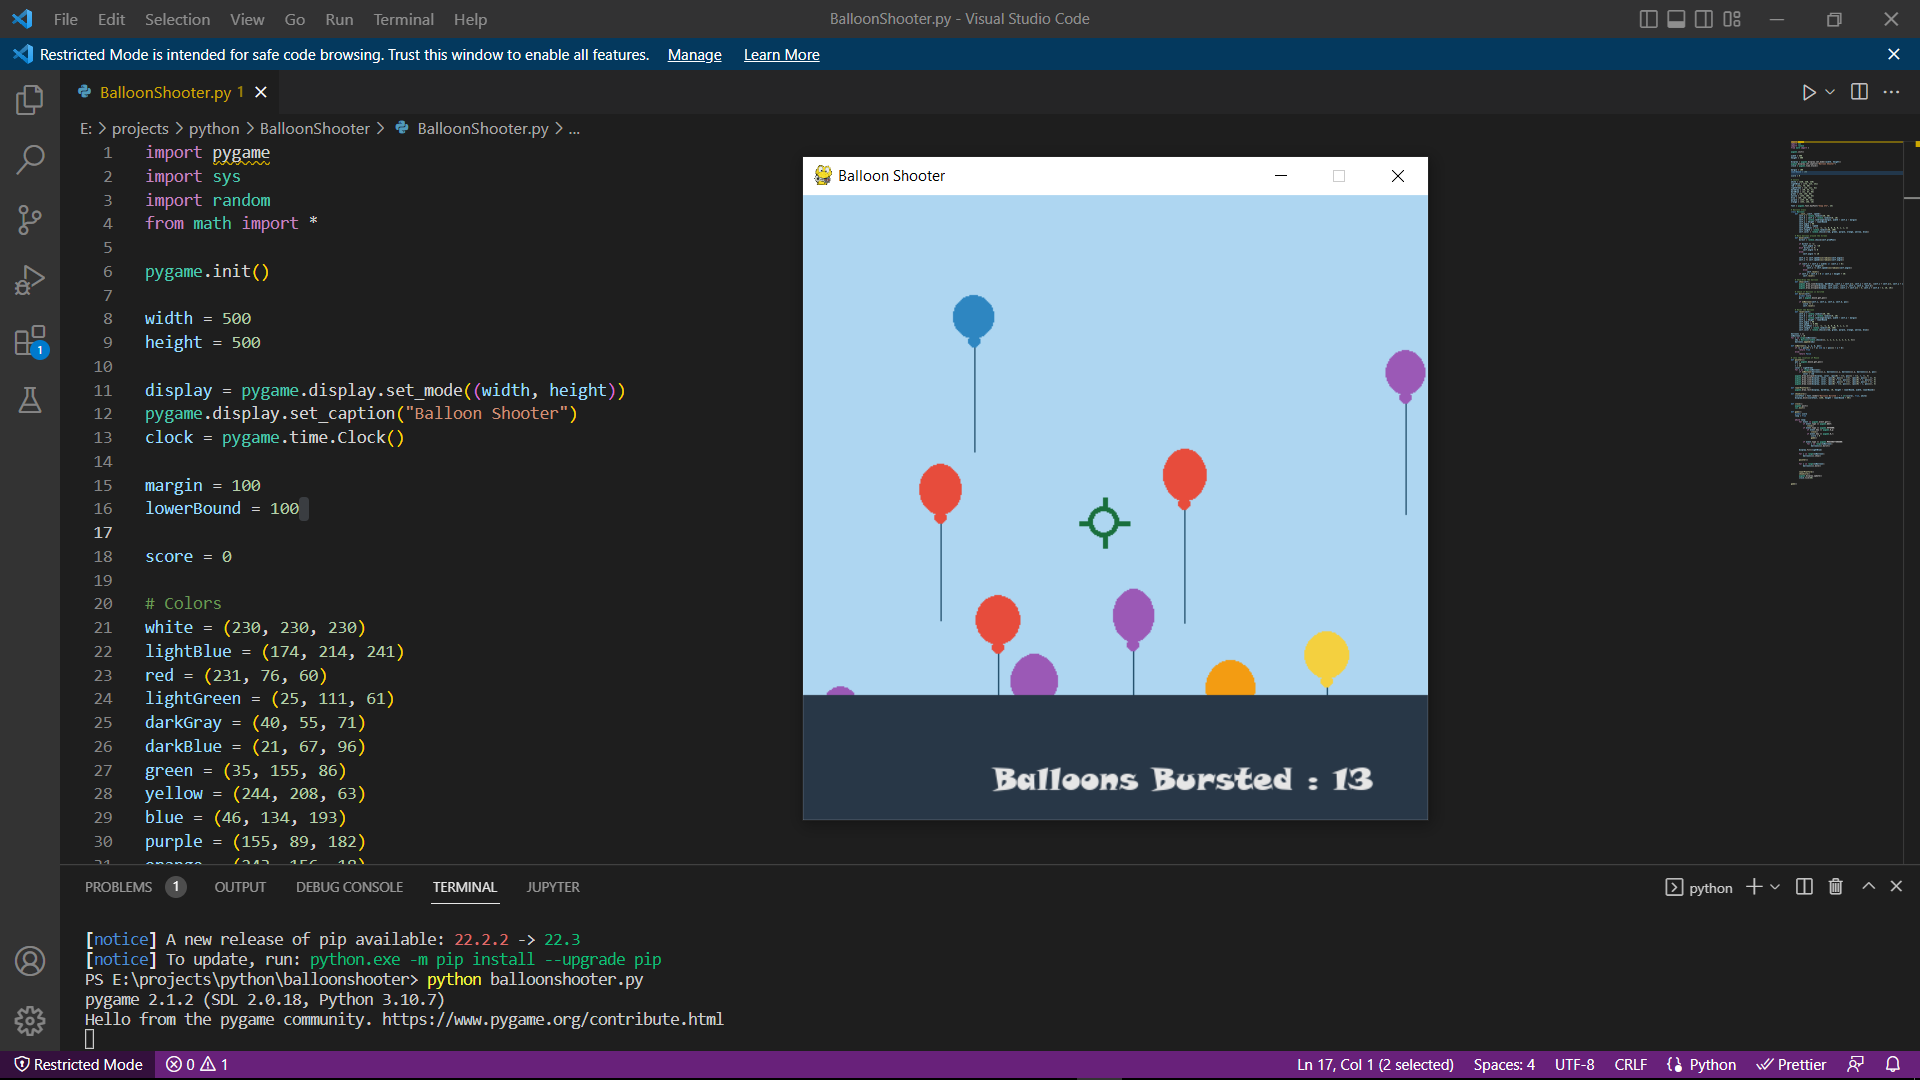 File Edit Selection View Go Run Terminal Help
BalloonShooter.py - Visual Studio Code
Restricted Mode is intended for safe code browsing. Trust this window to enable all features. Manage Learn More
BalloonShooter.py 1
E: > projects > python > BalloonShooter > BalloonShooter.py > ...
1 import pygame
2 import sys
3 import random
4 from math import *
5
6 pygame.init()
7
8 width = 500
9 height = 500
10
11 display = pygame.display.set_mode((width, height))
12 pygame.display.set_caption("Balloon Shooter")
13 clock = pygame.time.Clock()
14
15 margin = 100
16 lowerBound = 100
17
18 score = 0
19
20 # Colors
21 white = (230, 230, 230)
22 lightBlue = (174, 214, 241)
23 red = (231, 76, 60)
24 lightGreen = (25, 111, 61)
25 darkGray = (40, 55, 71)
26 darkBlue = (21, 67, 96)
27 green = (35, 155, 86)
28 yellow = (244, 208, 63)
29 blue = (46, 134, 193)
30 purple = (155, 89, 182)
31 orange = (243, 156, 18)
Balloon Shooter
Balloons Bursted : 13
1
PROBLEMS 1 OUTPUT DEBUG CONSOLE TERMINAL JUPYTER
python
[notice] A new release of pip available: 22.2.2 -> 22.3
[notice] To update, run: python.exe -m pip install --upgrade pip
PS E:\projects\python\balloonshooter> python balloonshooter.py
pygame 2.1.2 (SDL 2.0.18, Python 3.10.7)
Hello from the pygame community. https://www.pygame.org/contribute.html
Restricted Mode 0 1
Ln 17, Col 1 (2 selected) Spaces: 4 UTF-8 CRLF Python Prettier